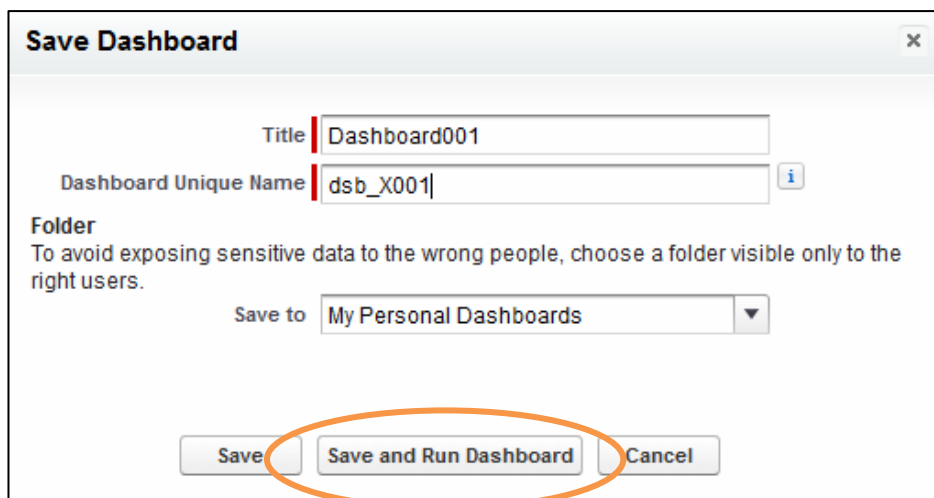 Save Dashboard
Title Dashboard001
Dashboard Unique Name dsb_X001
Folder
To avoid exposing sensitive data to the wrong people, choose a folder visible only to the
right users.
Save to My Personal Dashboards
Save Save and Run Dashboard Cancel